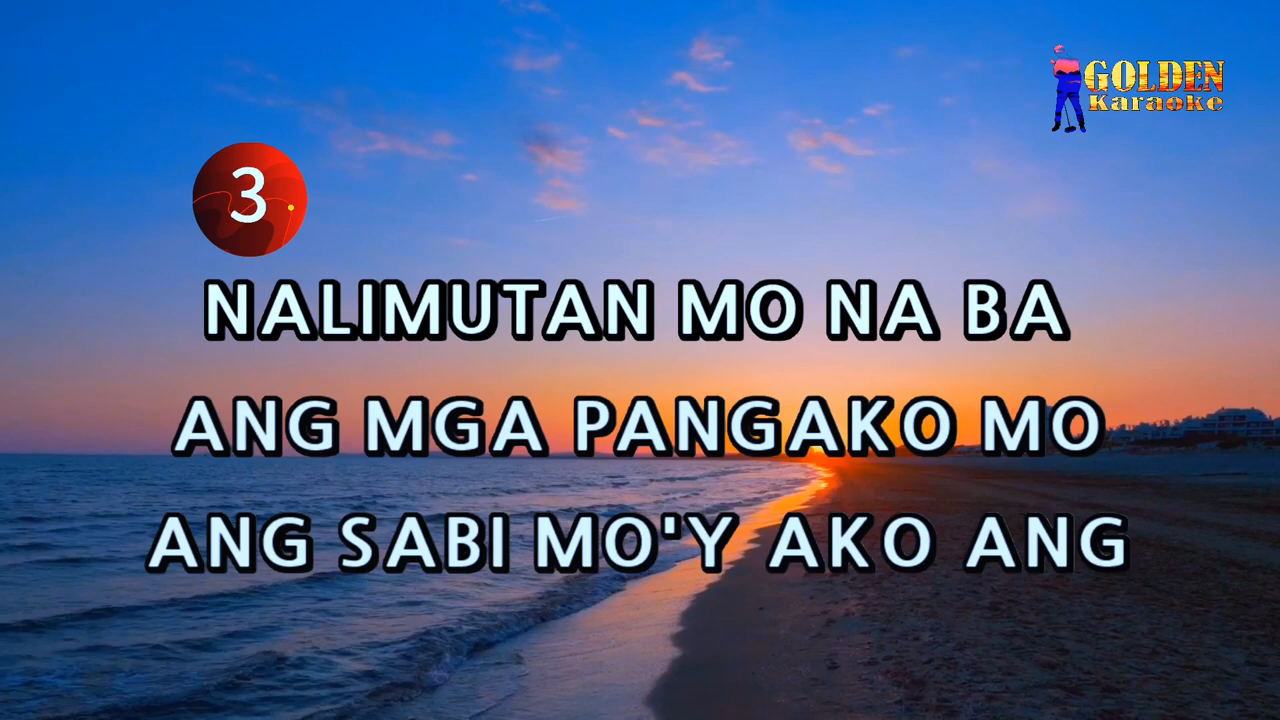 GOLDEN
Karaoke
3
NALIMUTAN MO NA BA
ANG MGA PANGAKO MO
ANG SABI MO'Y AKO ANG